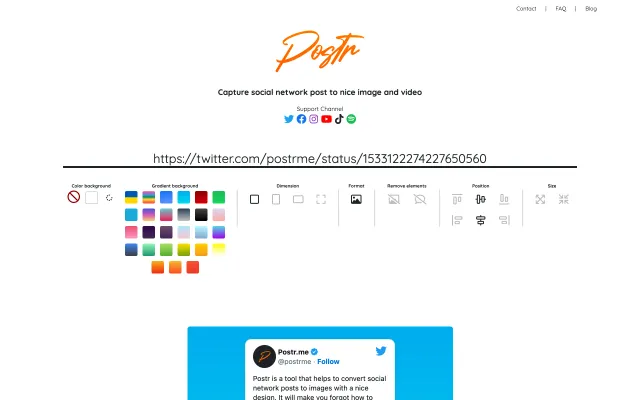 Contact | FAQ | Blog
Postr
Capture social network post to nice image and video
Support Channel
https://twitter.com/postrme/status/1533122274227650560
Color background Gradient background Dimension Format Remove elements Position Size
Postr.me
@postrme · Follow
Postr is a tool that helps to convert social
network posts to images with a nice
design. It will make you forgot how to